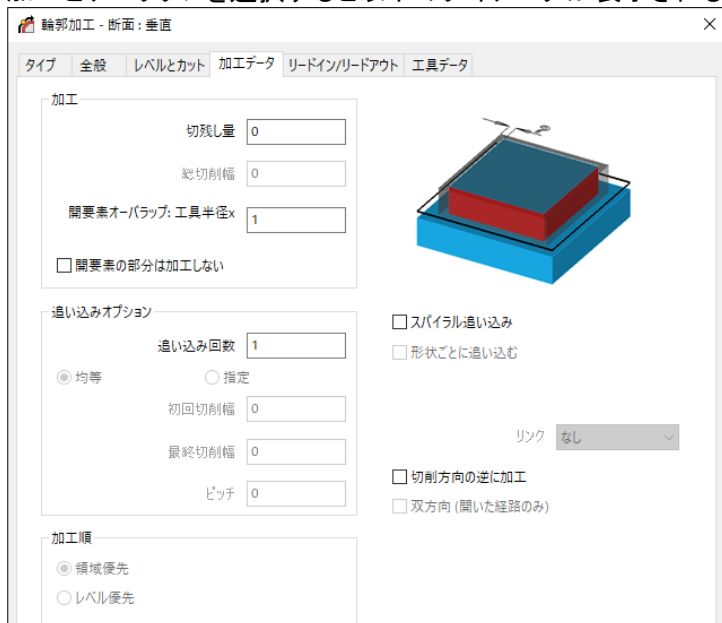 輪郭加工 - 断面 : 垂直
タイプ 全般 レベルとカット 加工データ リードイン/リードアウト 工具データ
加工
切残し量 0
総切削幅 0
開要素オーバラップ: 工具半径x 1
開要素の部分は加工しない
追い込みオプション
追い込み回数 1
均等 指定
初回切削幅 0
最終切削幅 0
ピッチ 0
加工順
領域優先
レベル優先
スパイラル追い込み
形状ごとに追い込む
リンク なし
切削方向の逆に加工
双方向 (開いた経路のみ)